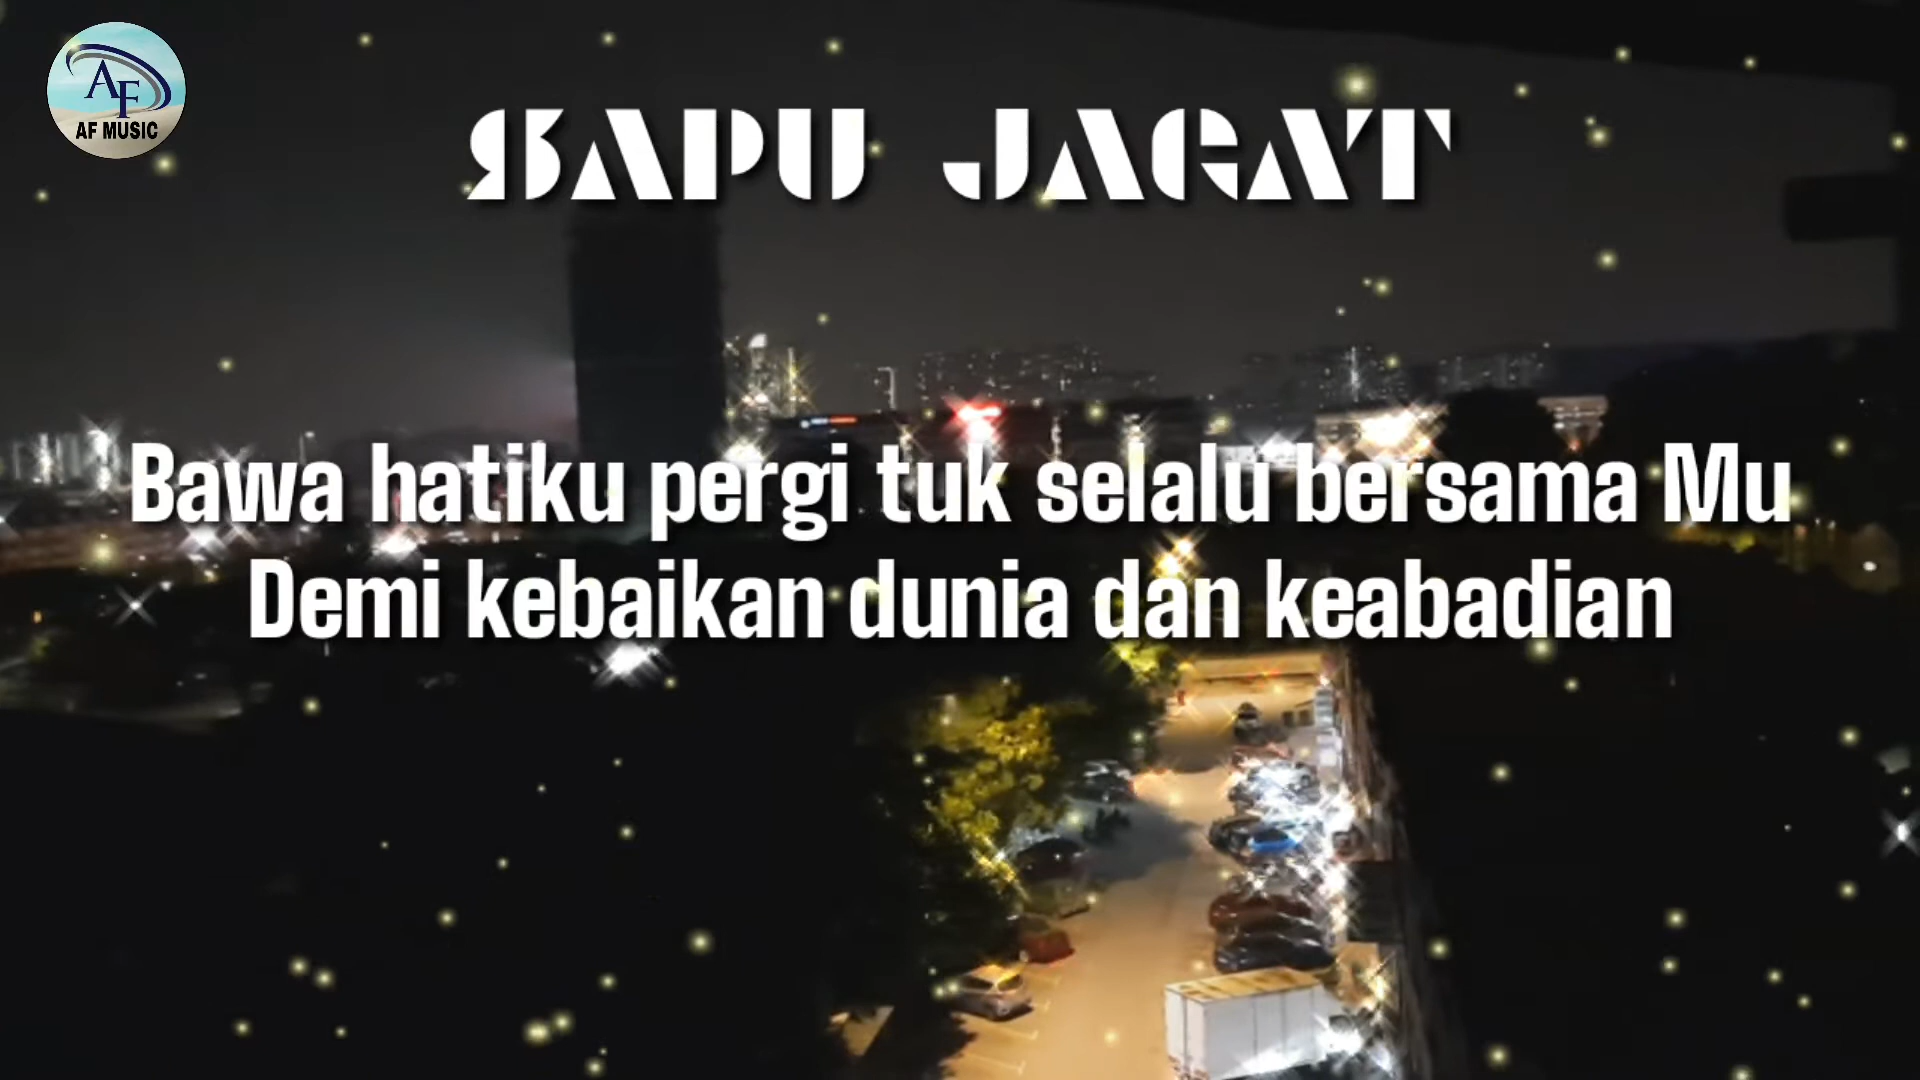 AF
AF MUSIC
SAPU JAGAT
Bawa hatiku pergi tuk selalu bersama Mu
Demi kebaikan dunia dan keabadian